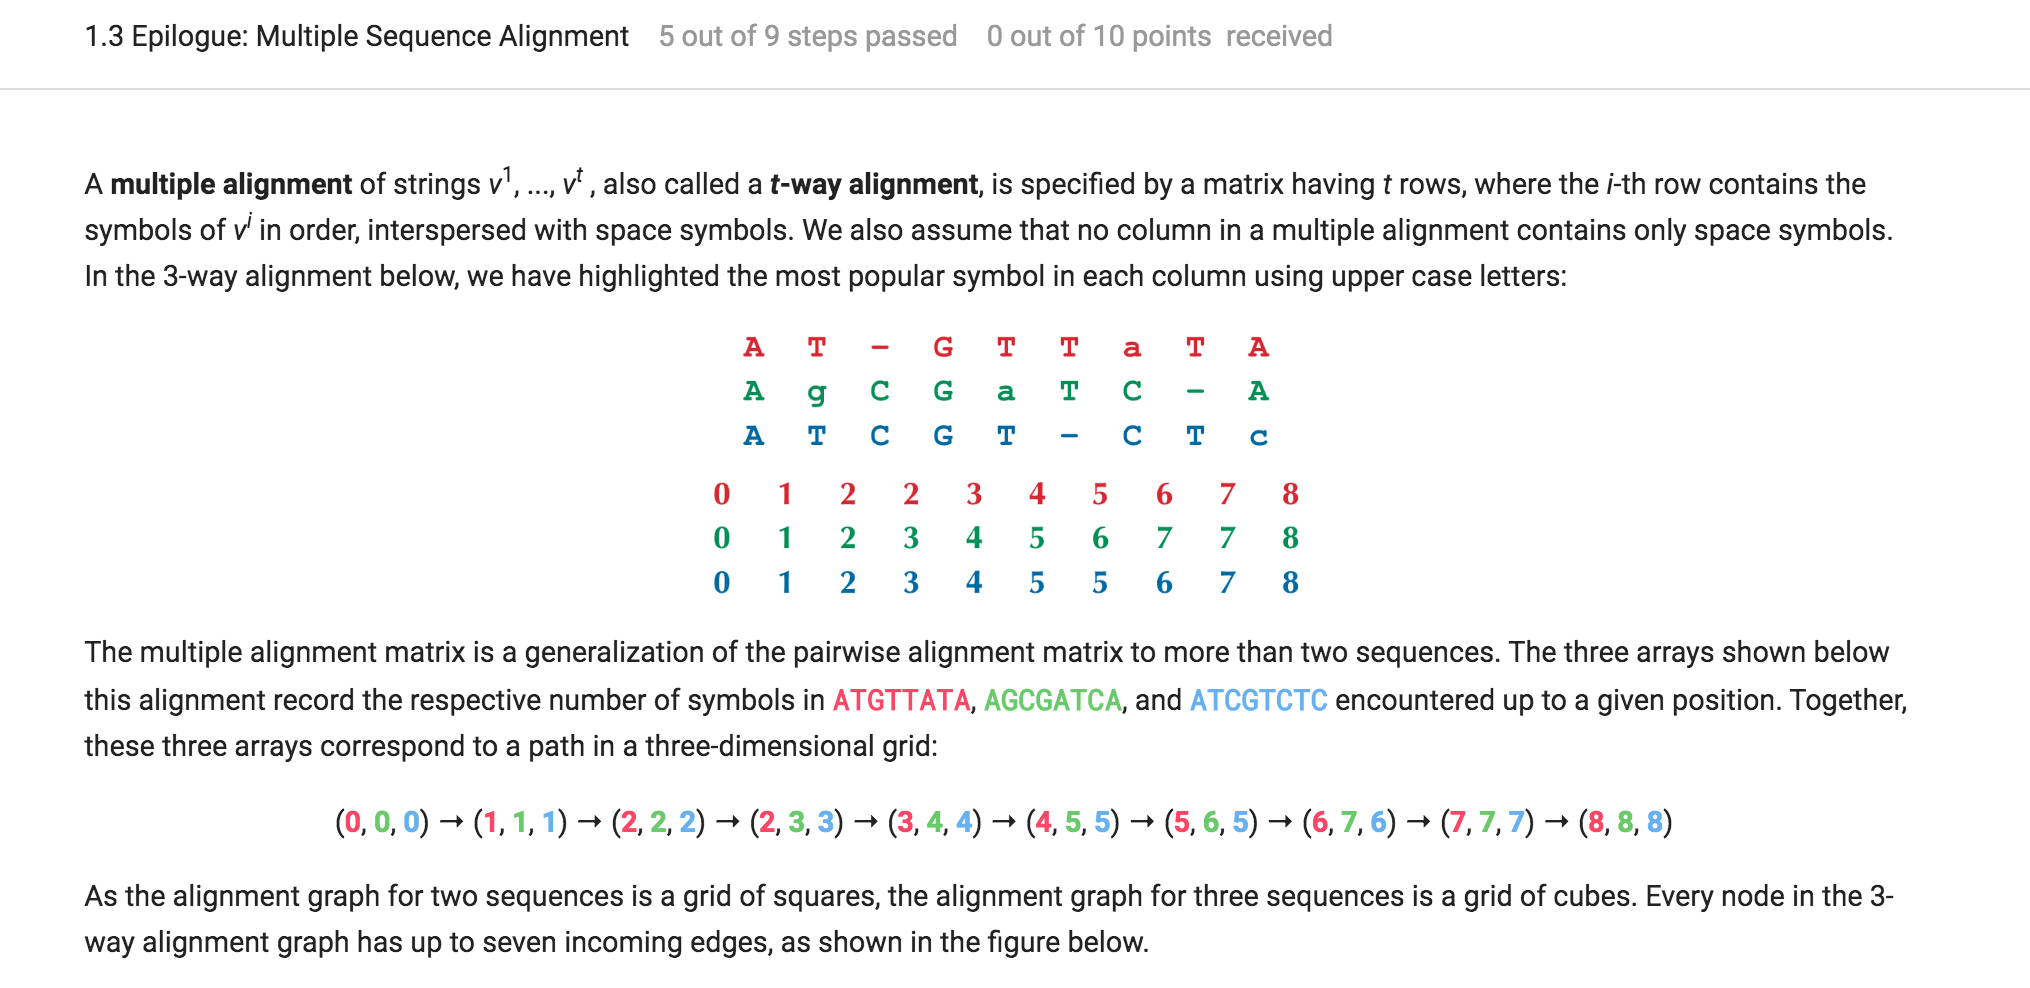 1.3 Epilogue: Multiple Sequence Alignment 5 out of 9 steps passed 0 out of 10 points received
A multiple alignment of strings v¹, ..., vᵗ , also called a t-way alignment, is specified by a matrix having t rows, where the i-th row contains the
symbols of vⁱ in order, interspersed with space symbols. We also assume that no column in a multiple alignment contains only space symbols.
In the 3-way alignment below, we have highlighted the most popular symbol in each column using upper case letters:
A T – G T T a T A
A g C G a T C – A
A T C G T – C T c
0 1 2 2 3 4 5 6 7 8
0 1 2 3 4 5 6 7 7 8
0 1 2 3 4 5 5 6 7 8
The multiple alignment matrix is a generalization of the pairwise alignment matrix to more than two sequences. The three arrays shown below
this alignment record the respective number of symbols in ATGTTATA, AGCGATCA, and ATCGTCTC encountered up to a given position. Together,
these three arrays correspond to a path in a three-dimensional grid:
(0, 0, 0) → (1, 1, 1) → (2, 2, 2) → (2, 3, 3) → (3, 4, 4) → (4, 5, 5) → (5, 6, 5) → (6, 7, 6) → (7, 7, 7) → (8, 8, 8)
As the alignment graph for two sequences is a grid of squares, the alignment graph for three sequences is a grid of cubes. Every node in the 3-
way alignment graph has up to seven incoming edges, as shown in the figure below.